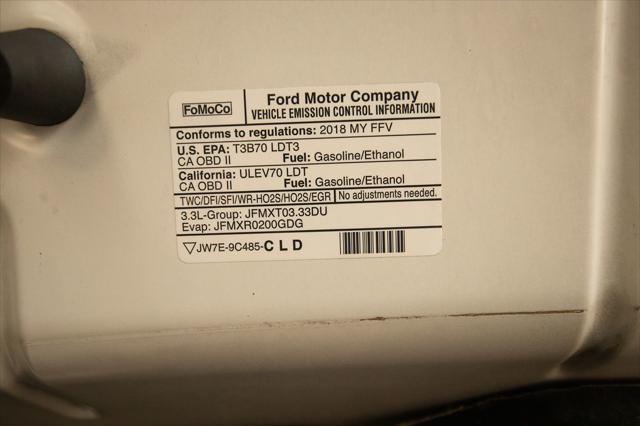 FoMoCo
Ford Motor Company
VEHICLE EMISSION CONTROL INFORMATION
Conforms to regulations: 2018 MY FFV
U.S. EPA: T3B70 LDT3
CA OBD II Fuel: Gasoline/Ethanol
California: ULEV70 LDT
CA OBD II Fuel: Gasoline/Ethanol
TWC/DFI/SFI/WR-HO2S/HO2S/EGR No adjustments needed.
3.3L-Group: JFMXT03.33DU
Evap: JFMXR0200GDG
▽JW7E-9C485-C L D